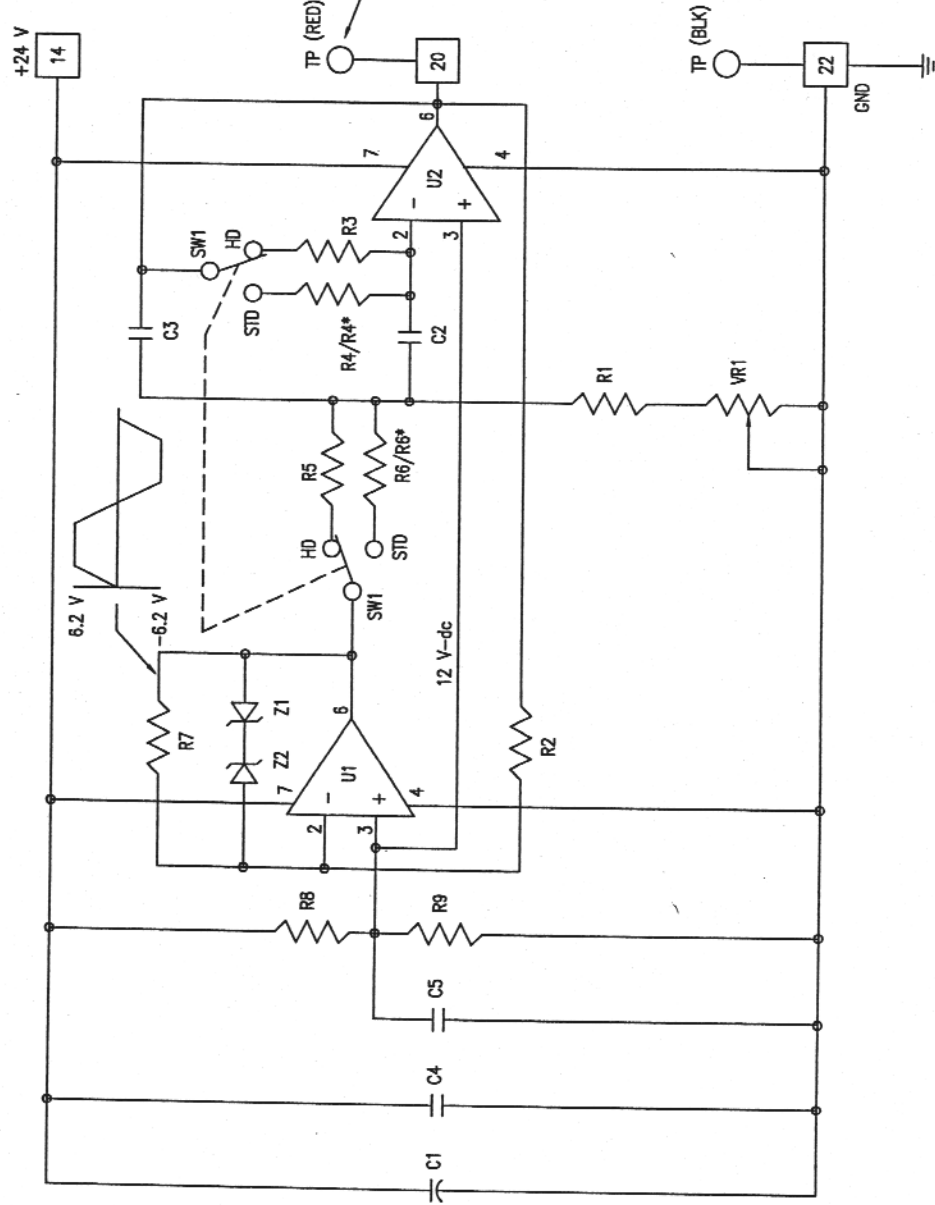 +24 V
14
TP (RED)
20
TP (BLK)
22
GND
6
7
4
U2
−
+
2
3
SW1
HD
R3
STD
R4/R4*
C3
C2
R1
VR1
R5
R6/R6*
HD
STD
SW1
6.2 V
−6.2 V
12 V-dc
R7
Z1
Z2
6
7
U1
−
+
4
2
3
R2
R8
R9
C5
C4
C1